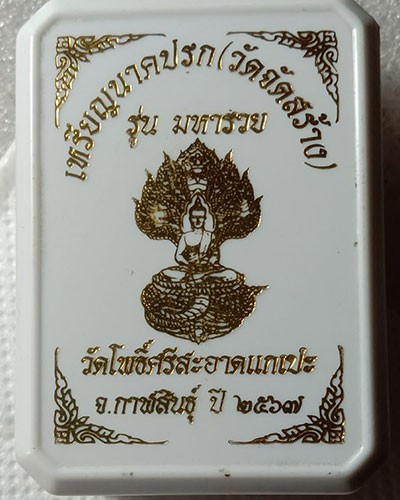 เหรียญนาคปรก(วัดจัดสร้าง)
รุ่น มหารวย
วัดโพธิ์ศรีสะอาดแกเปะ
จ.กาฬสินธุ์ ปี ๒๕๖๗